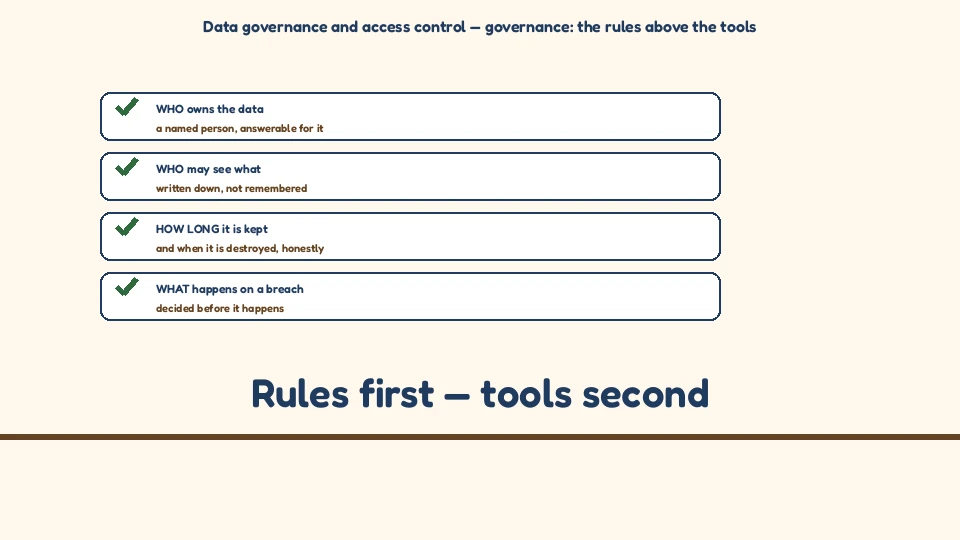 Data governance and access control — governance: the rules above the tools
WHO owns the data
a named person, answerable for it
WHO may see what
written down, not remembered
HOW LONG it is kept
and when it is destroyed, honestly
WHAT happens on a breach
decided before it happens
Rules first — tools second